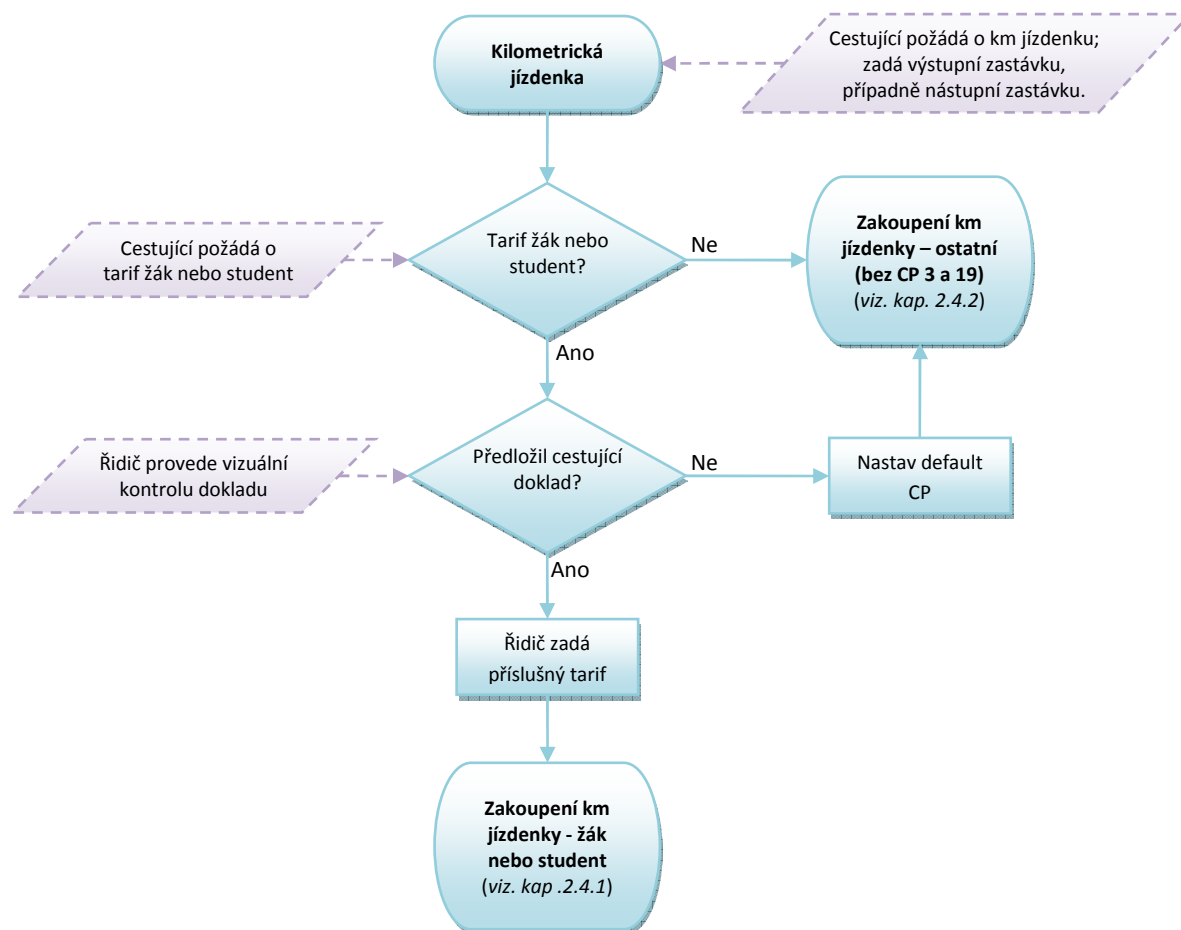 Kilometrická
jízdenka
Cestující požádá o km jízdenku;
zadá výstupní zastávku,
případně nástupní zastávku.
Cestující požádá o
tarif žák nebo student
Tarif žák nebo
student?
Ne
Zakoupení km
jízdenky – ostatní
(bez CP 3 a 19)
(viz. kap. 2.4.2)
Ano
Řidič provede vizuální
kontrolu dokladu
Předložil cestující
doklad?
Ne
Nastav default
CP
Ano
Řidič zadá
příslušný tarif
Zakoupení km
jízdenky - žák
nebo student
(viz. kap .2.4.1)